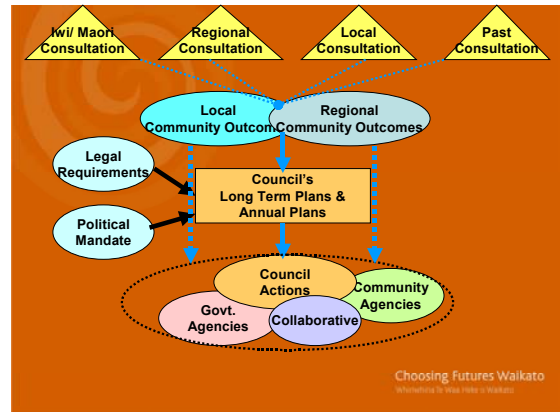 Iwi/ Maori
Consultation
Regional
Consultation
Local
Consultation
Past
Consultation
Local
Community Outcom
Regional
Community Outcomes
Legal
Requirements
Council's
Long Term Plans &
Annual Plans
Political
Mandate
Council
Actions
Community
Agencies
Govt.
Agencies
Collaborative
Choosing Futures Waikato